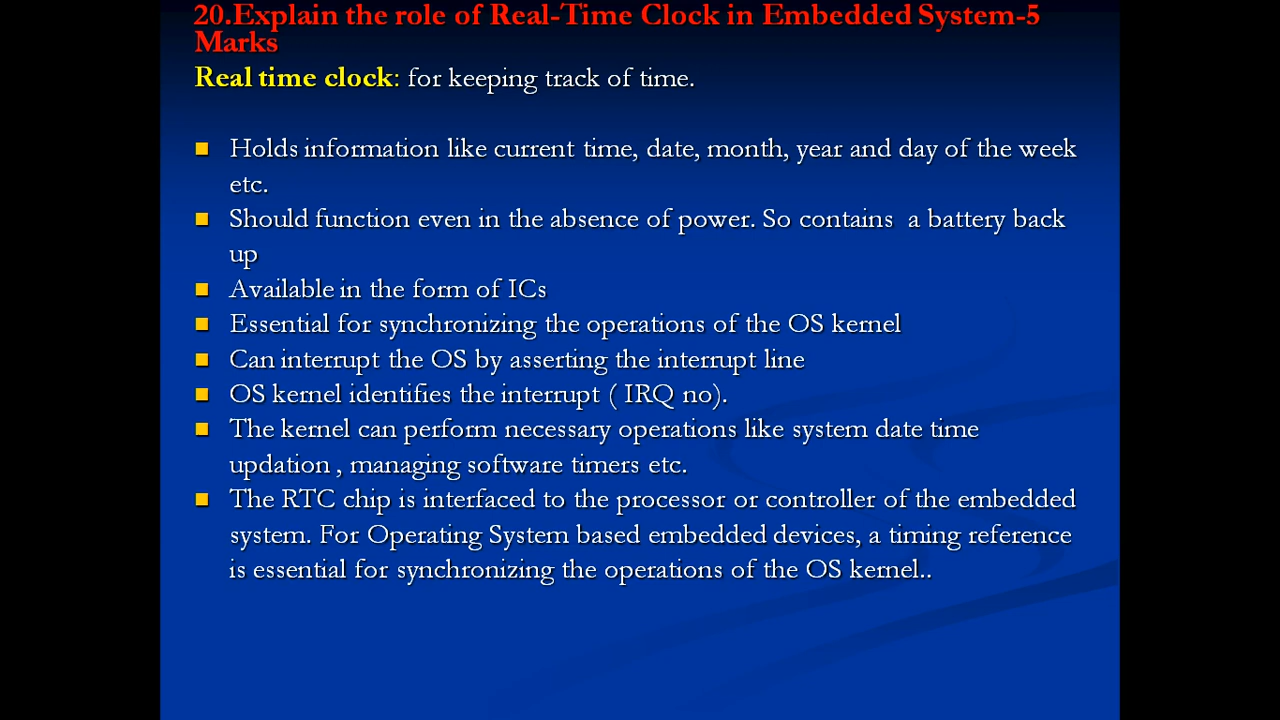 20.Explain the role of Real-Time Clock in Embedded System-5
Marks
Real time clock: for keeping track of time.
Holds information like current time, date, month, year and day of the week
etc.
Should function even in the absence of power. So contains a battery back
up
Available in the form of ICs
Essential for synchronizing the operations of the OS kernel
Can interrupt the OS by asserting the interrupt line
OS kernel identifies the interrupt ( IRQ no).
The kernel can perform necessary operations like system date time
updation , managing software timers etc.
The RTC chip is interfaced to the processor or controller of the embedded
system. For Operating System based embedded devices, a timing reference
is essential for synchronizing the operations of the OS kernel..